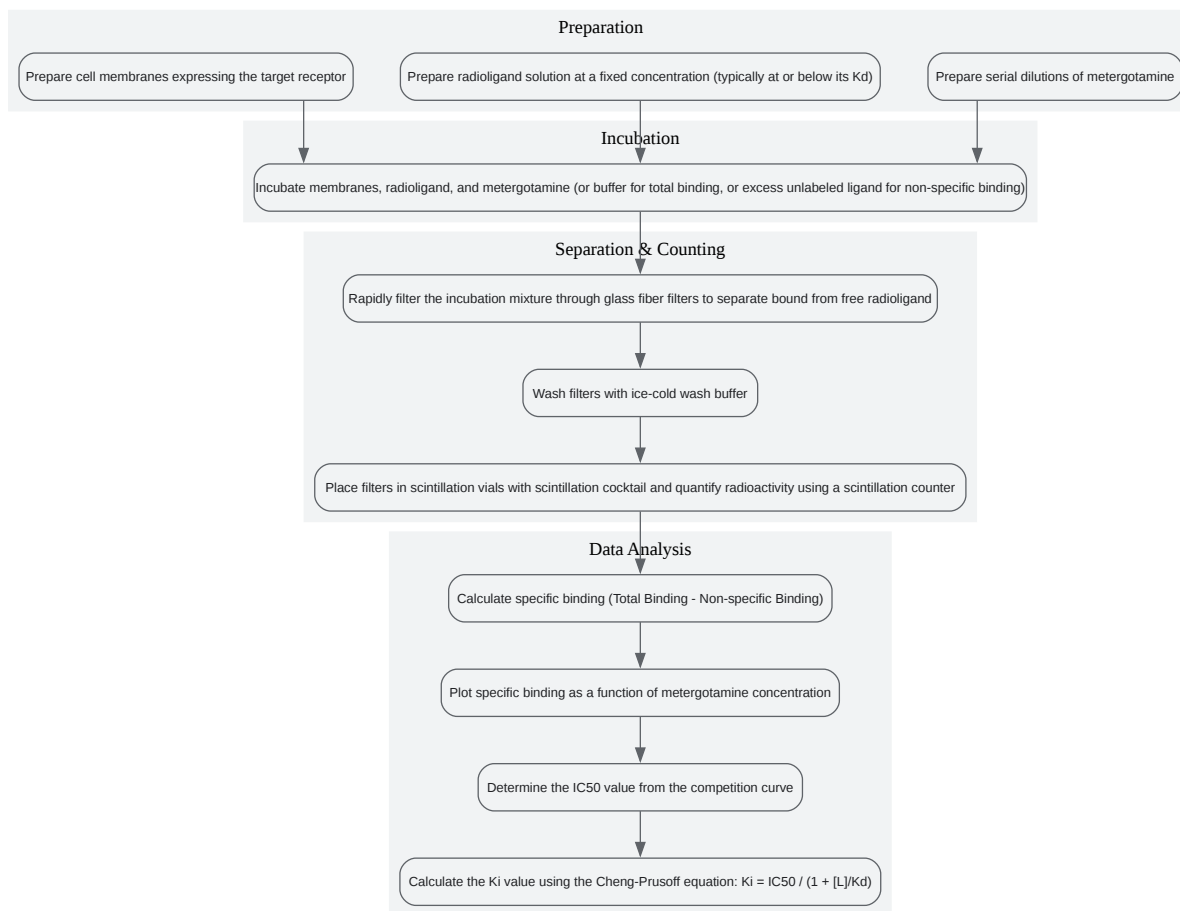 Preparation
Prepare cell membranes expressing the target receptor
Prepare radioligand solution at a fixed concentration (typically at or below its Kd)
Prepare serial dilutions of metergotamine
Incubation
Incubate membranes, radioligand, and metergotamine (or buffer for total binding, or excess unlabeled ligand for non-specific binding)
Separation & Counting
Rapidly filter the incubation mixture through glass fiber filters to separate bound from free radioligand
Wash filters with ice-cold wash buffer
Place filters in scintillation vials with scintillation cocktail and quantify radioactivity using a scintillation counter
Data Analysis
Calculate specific binding (Total Binding - Non-specific Binding)
Plot specific binding as a function of metergotamine concentration
Determine the IC50 value from the competition curve
Calculate the Ki value using the Cheng-Prusoff equation: Ki = IC50 / (1 + [L]/Kd)